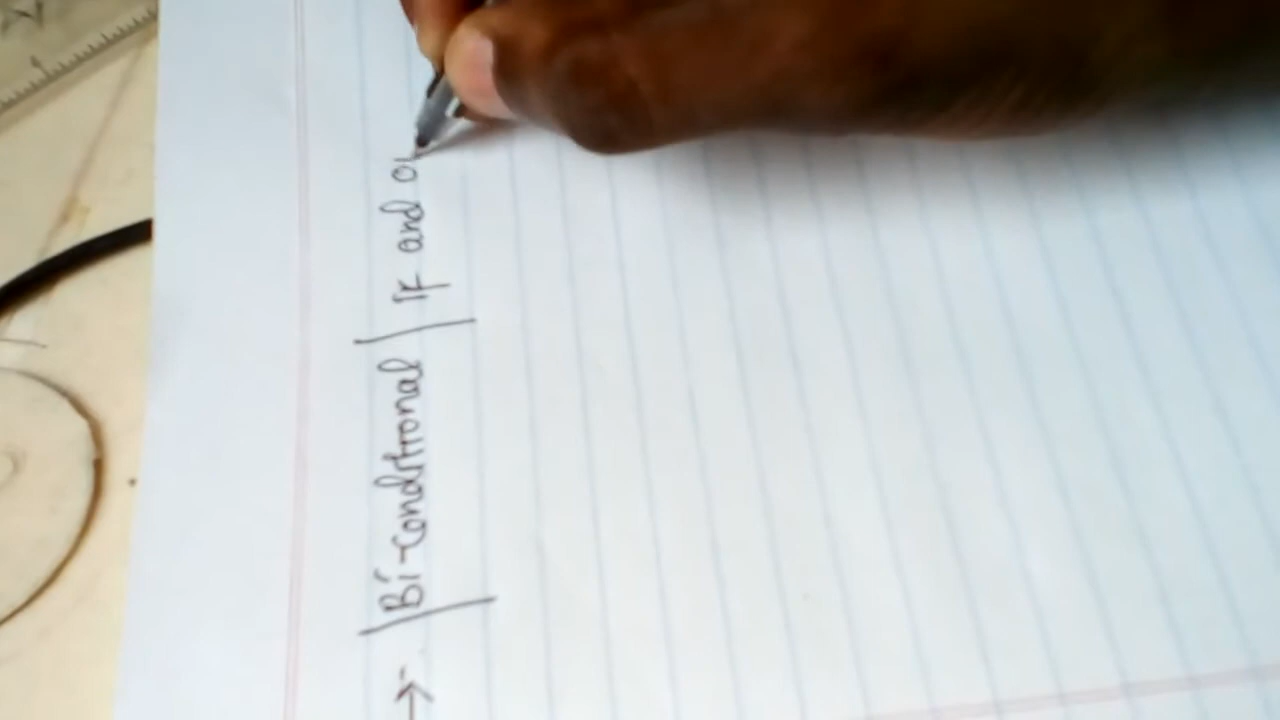 → | Bi-conditional | If and o